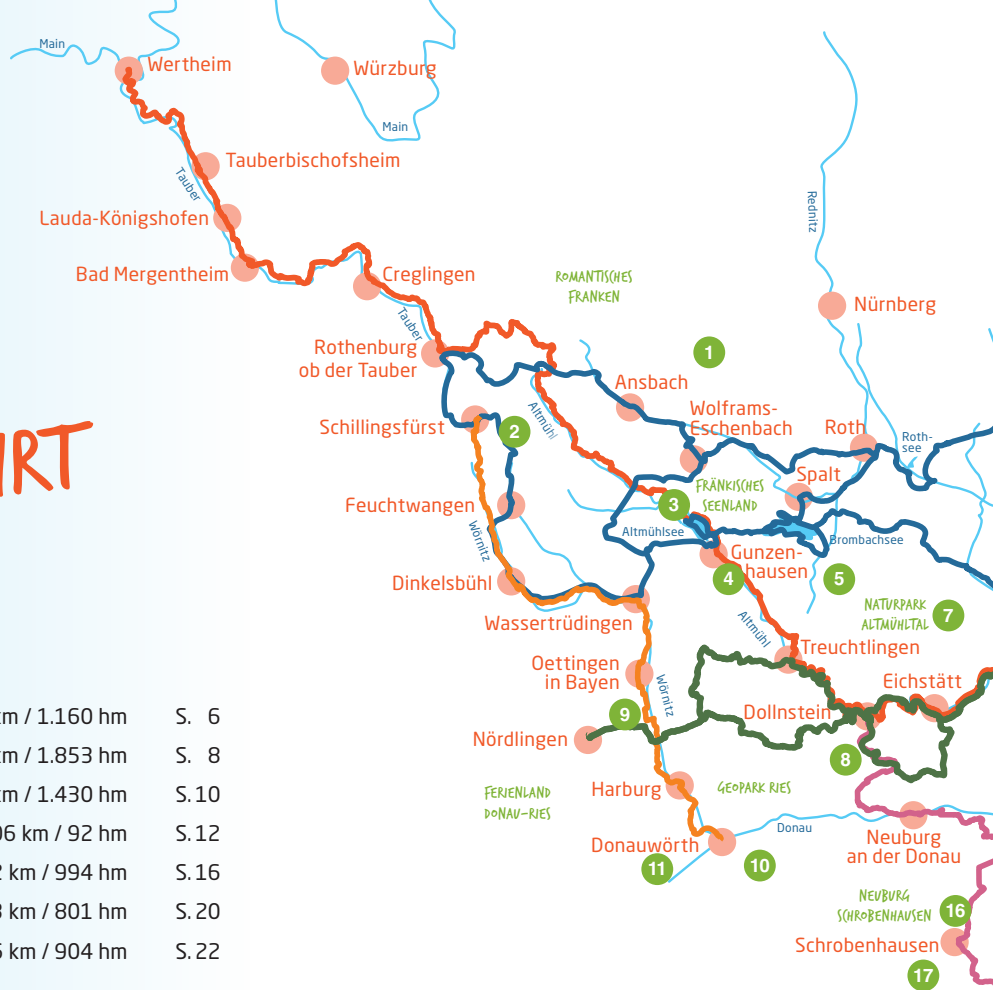 Main
Wertheim
Würzburg
Main
Tauberbischofsheim
Tauber
Lauda-Königshofen
Rednitz
Bad Mergentheim
Creglingen
ROMANTISCHES
FRANKEN
Nürnberg
Tauber
Rothenburg
ob der Tauber
1
Ansbach
Altmühl
Wolframs-
Eschenbach
Schillingsfürst
2
Roth
Roth-
see
IRT
Spalt
FRÄNKISCHES
SEENLAND
3
Feuchtwangen
Wörnitz
Altmühlsee
Brombachsee
Gunzen-
hausen
4
5
Dinkelsbühl
Wassertrüdingen
NATURPARK
ALTMÜHLTAL
7
Altmühl
Treuchtlingen
Oettingen
in Bayen
Wörnitz
Eichstätt
Dollnstein
9
Nördlingen
8
FERIENLAND
DONAU-RIES
Harburg
GEOPARK RIES
Donau
Donauwörth
Neuburg
an der Donau
11
10
NEUBURG
SCHROBENHAUSEN
16
Schrobenhausen
17
km / 1.160 hm S. 6
km / 1.853 hm S. 8
km / 1.430 hm S. 10
06 km / 92 hm S. 12
2 km / 994 hm S. 16
km / 801 hm S. 20
km / 904 hm S. 22